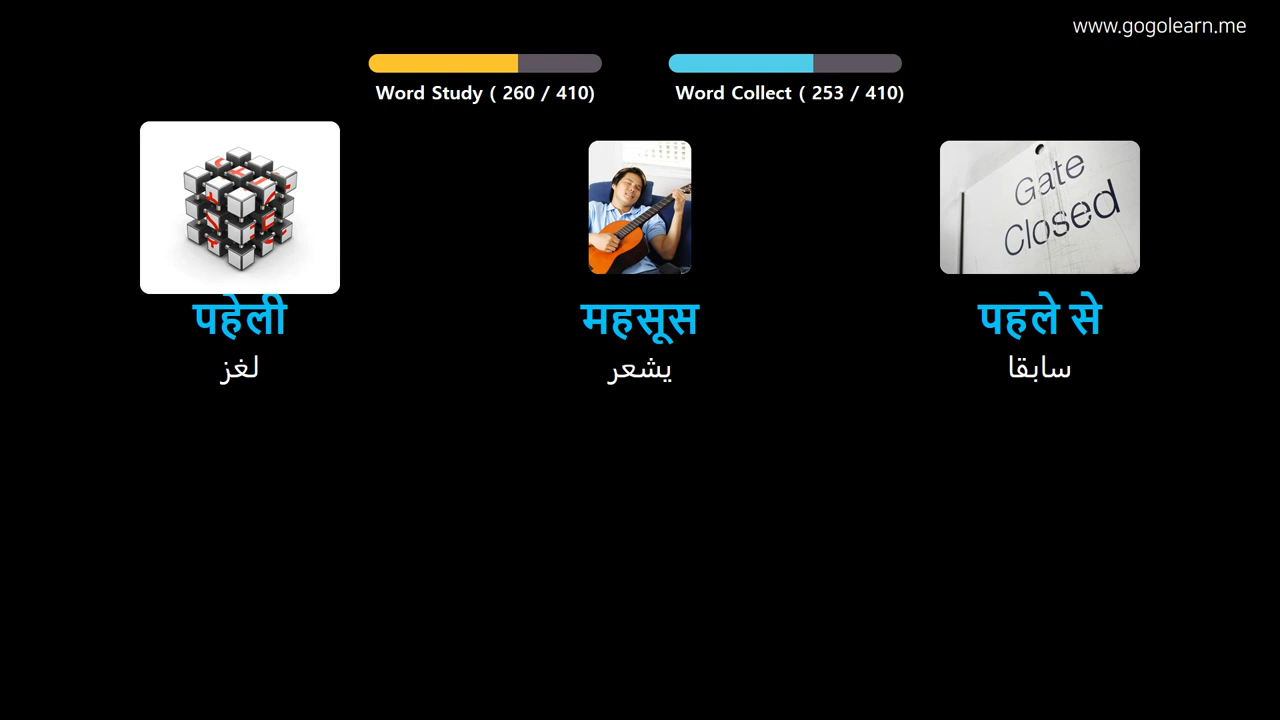 www.gogolearn.me
Word Study ( 260 / 410)
Word Collect ( 253 / 410)
Gate
Closed
पहेली
महसूस
पहले से
لغز
يشعر
سابقا